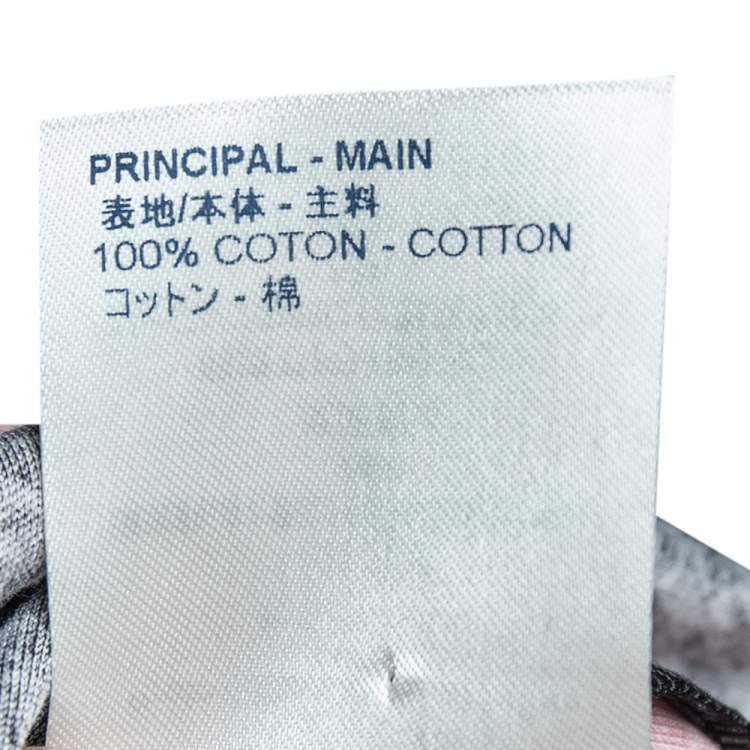 PRINCIPAL - MAIN
表地/本体 - 主料
100% COTON - COTTON
コットン - 棉